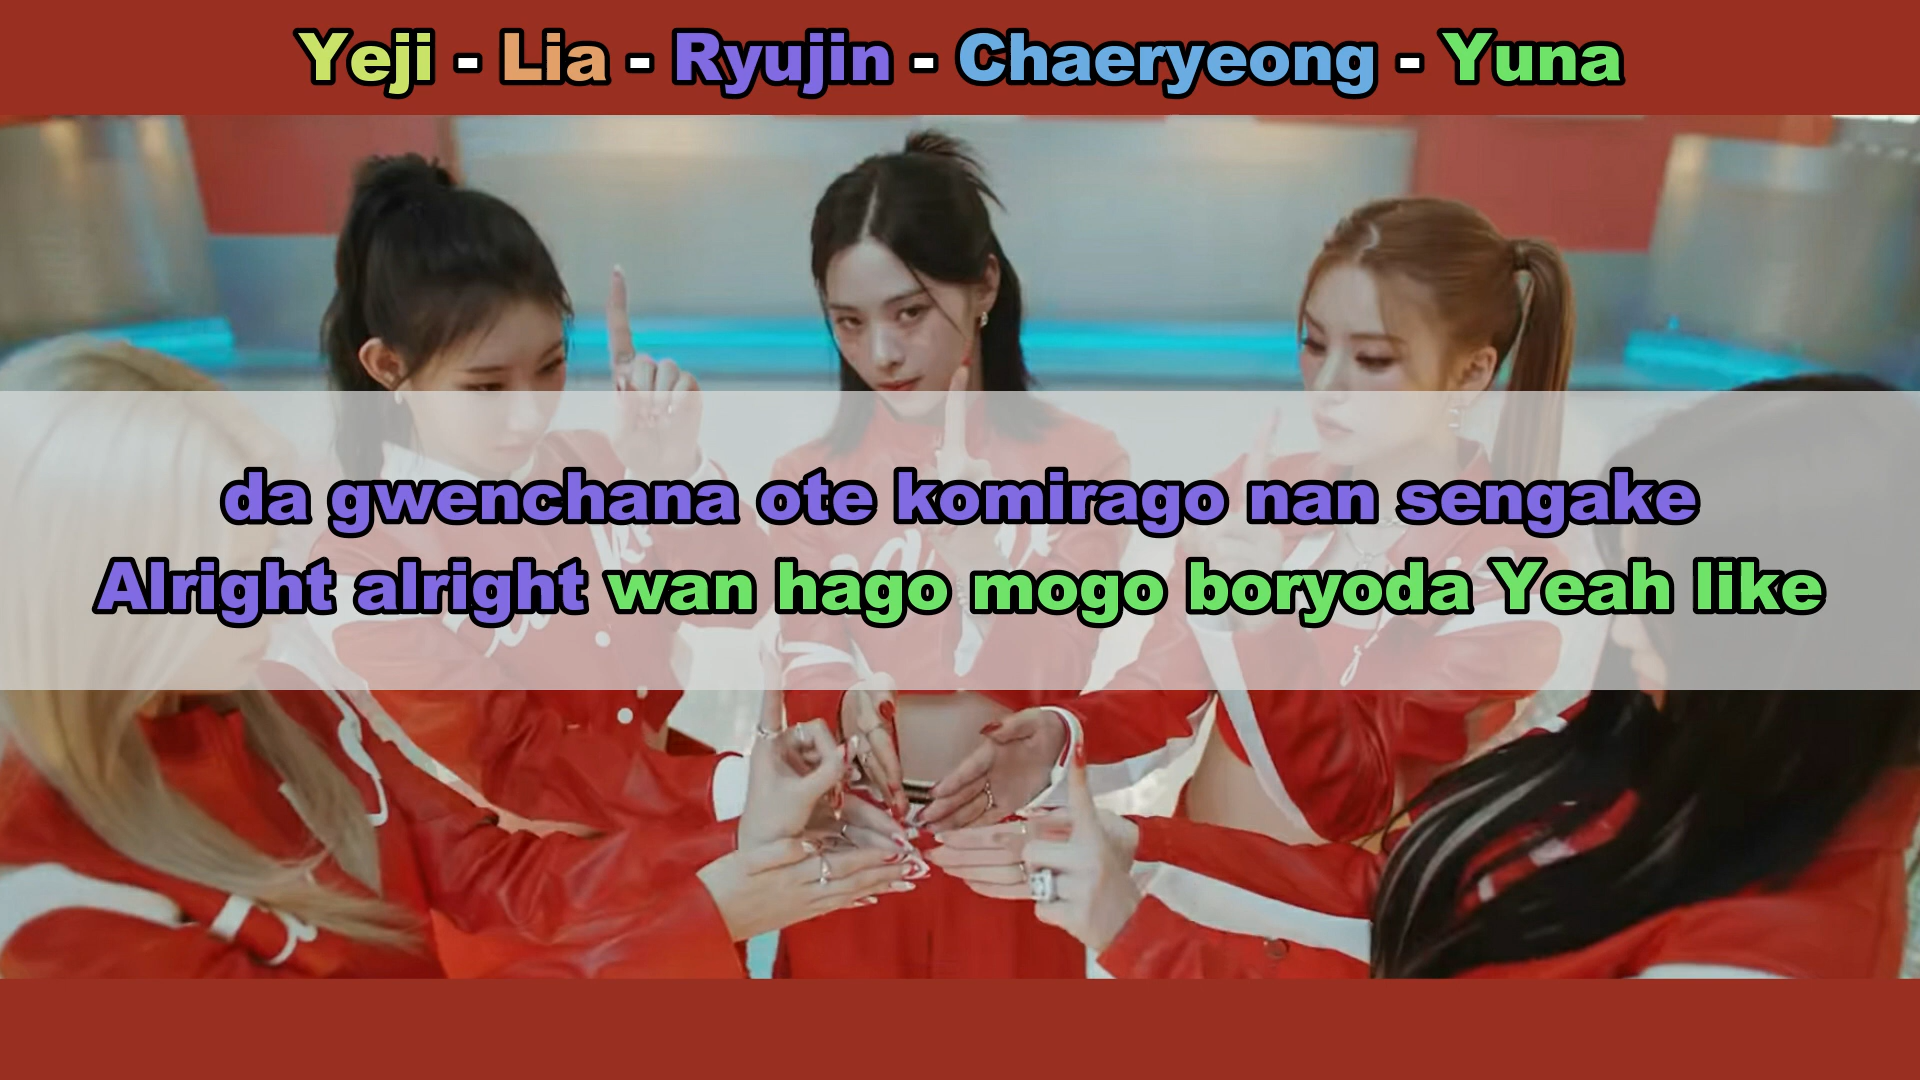 Yeji - Lia - Ryujin - Chaeryeong - Yuna
da gwenchana ote komirago nan sengake
Alright alright wan hago mogo boryoda Yeah like